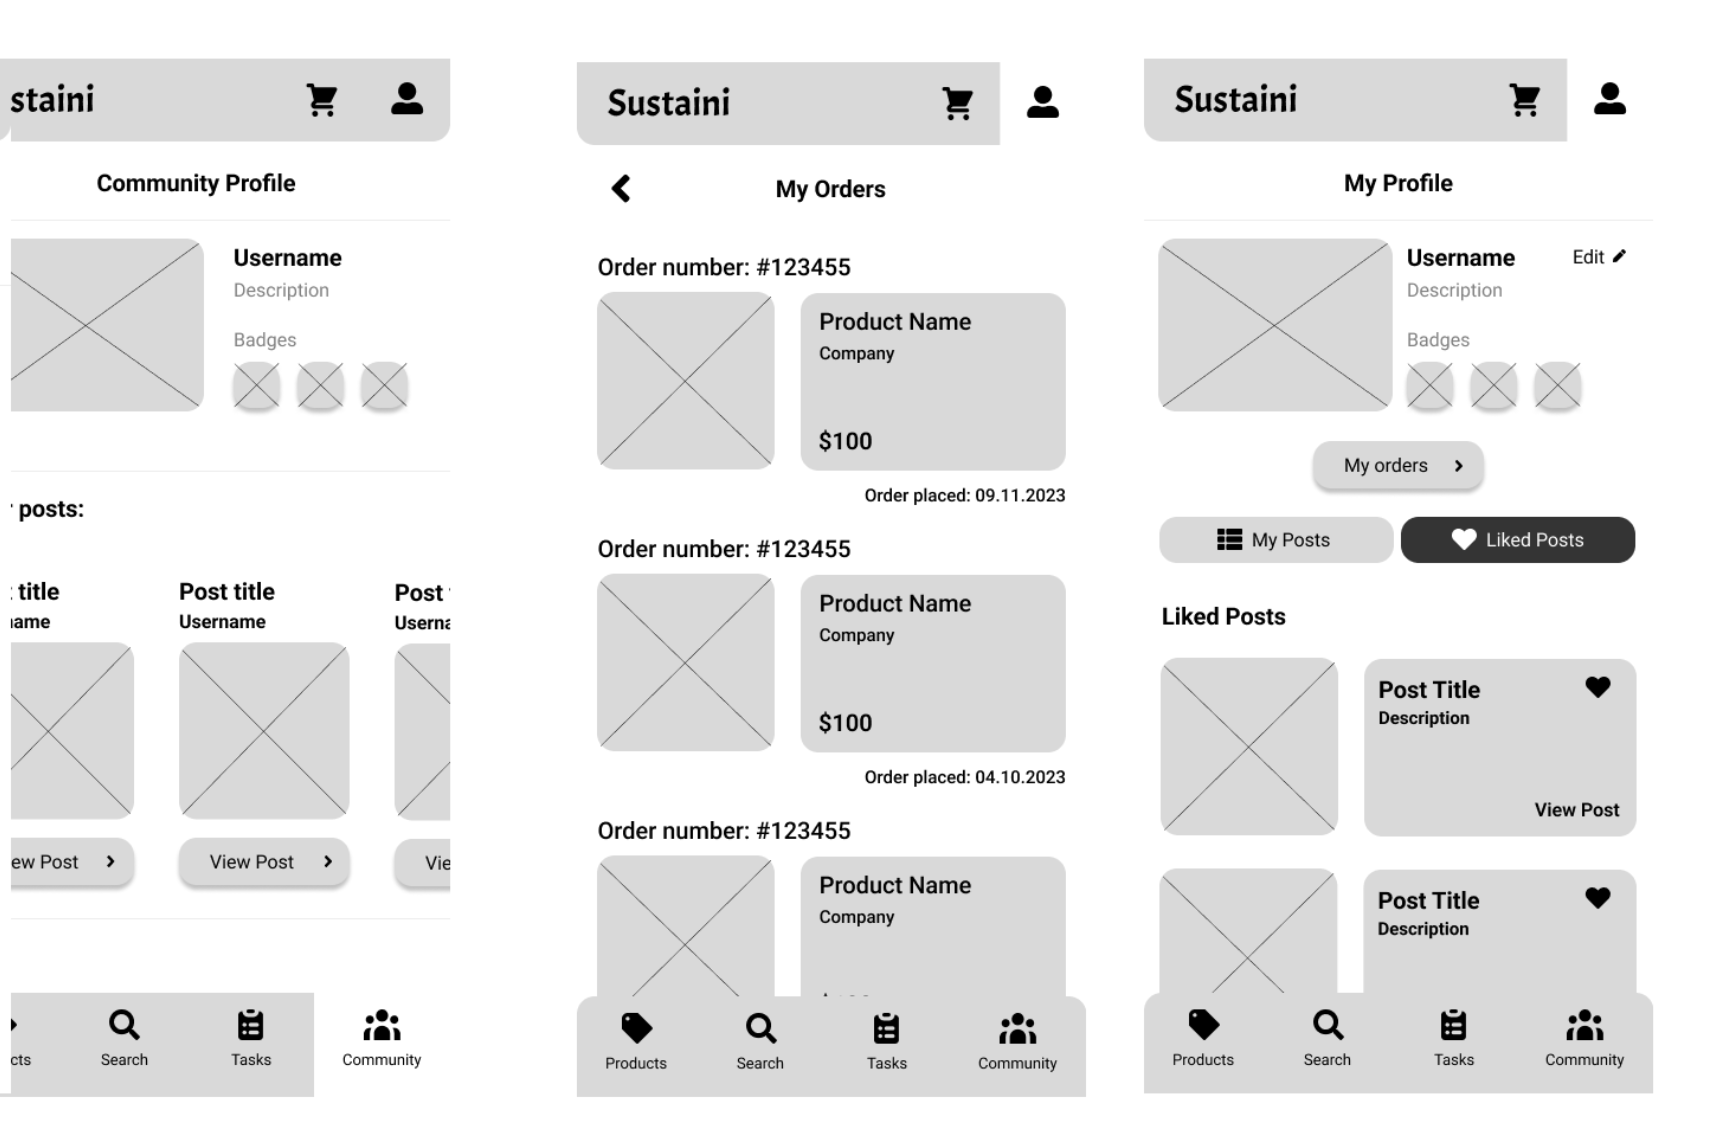 staini
Community Profile
Username
Description
Badges
posts:
title
Post title
Post
ame
Username
Userna
ew Post
View Post
Vie
cts
Search
Tasks
Community
Sustaini
My Orders
Order number: #123455
Product Name
Company
$100
Order placed: 09.11.2023
Order number: #123455
Product Name
Company
$100
Order placed: 04.10.2023
Order number: #123455
Product Name
Company
Products
Search
Tasks
Community
Sustaini
My Profile
Username
Edit
Description
Badges
My orders
My Posts
Liked Posts
Liked Posts
Post Title
Description
View Post
Post Title
Description
Products
Search
Tasks
Community